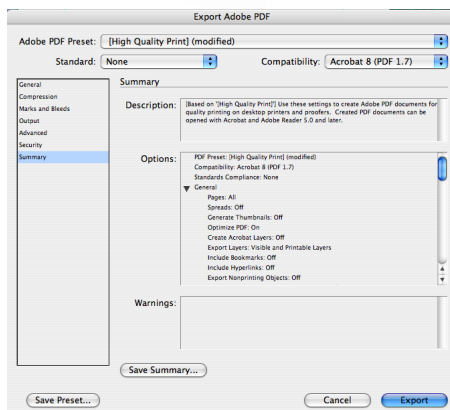 Export Adobe PDF
Adobe PDF Preset: [High Quality Print] (modified)
Standard: None Compatibility: Acrobat 8 (PDF 1.7)
General
Compression
Marks and Bleeds
Output
Advanced
Security
Summary
Summary
Description: [Based on '[High Quality Print]'] Use these settings to create Adobe PDF documents for
quality printing on desktop printers and proofers. Created PDF documents can be
opened with Acrobat and Adobe Reader 5.0 and later.
Options: PDF Preset: [High Quality Print] (modified)
Compatibility: Acrobat 8 (PDF 1.7)
Standards Compliance: None
General
Pages: All
Spreads: Off
Generate Thumbnails: Off
Optimize PDF: On
Create Acrobat Layers: Off
Export Layers: Visible and Printable Layers
Include Bookmarks: Off
Include Hyperlinks: Off
Export Nonprinting Objects: Off
Warnings:
Save Summary...
Save Preset... Cancel Export